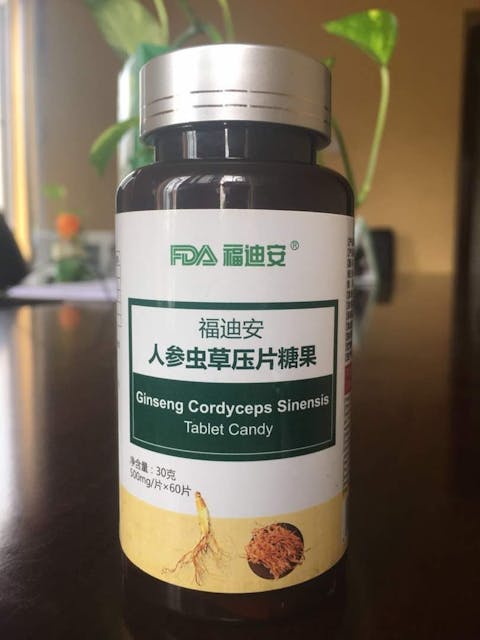 FDA 福迪安®
福迪安
人参虫草压片糖果
Ginseng Cordyceps Sinensis
Tablet Candy
净含量：30克
500mg/片×60片